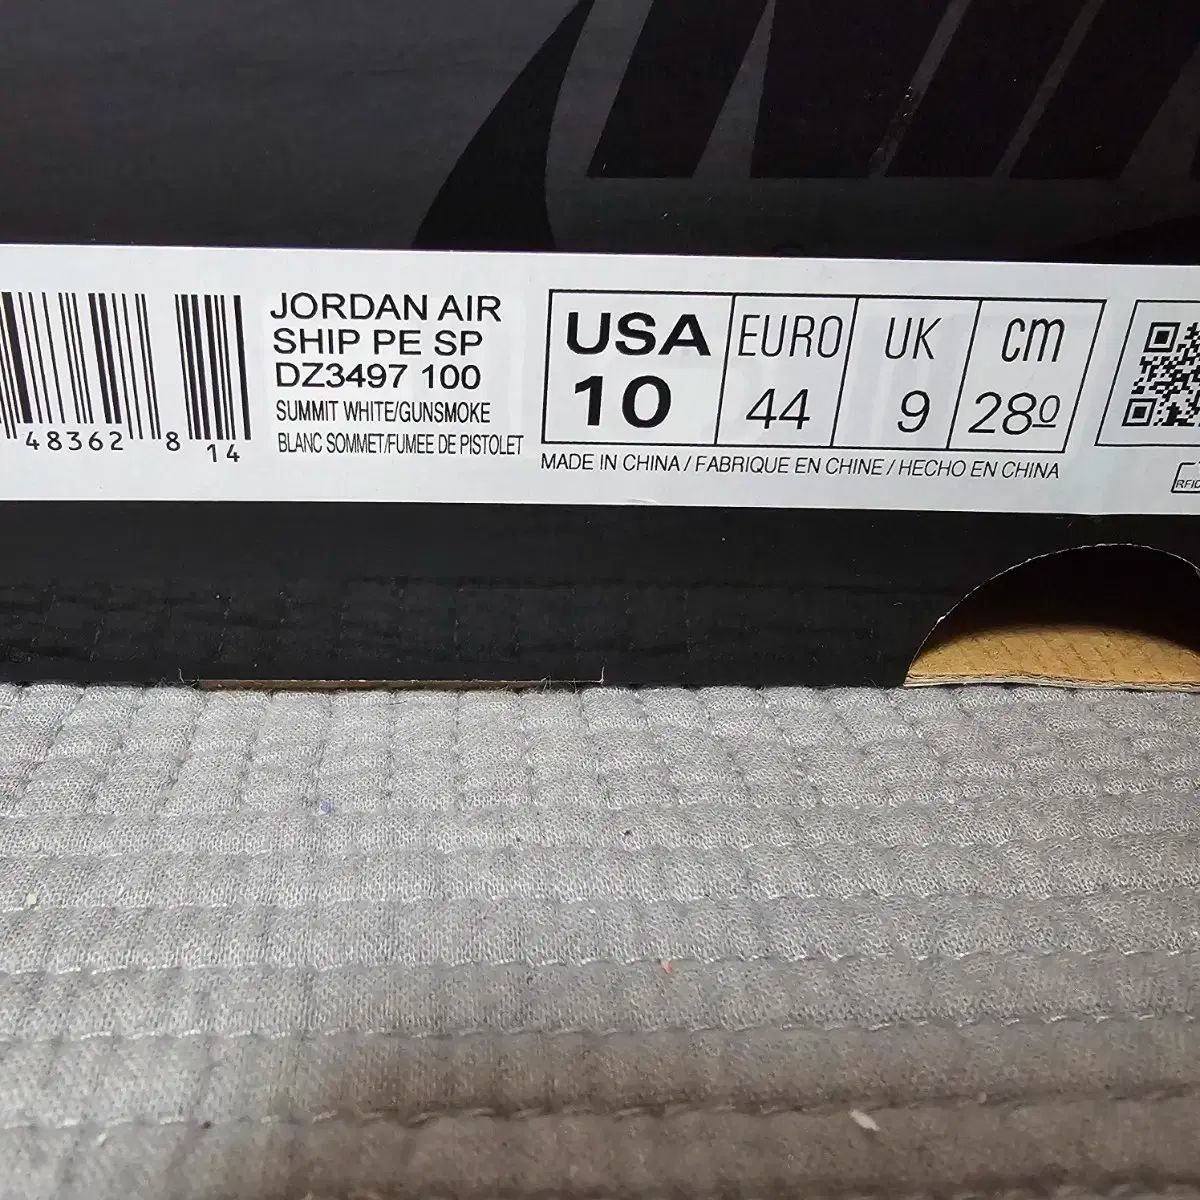 JORDAN AIR
SHIP PE SP
DZ3497 100
SUMMIT WHITE/GUNSMOKE
BLANC SOMMET/FUMEE DE PISTOLET
48362 8 14
USA EURO UK cm
10 44 9 28º
MADE IN CHINA / FABRIQUE EN CHINE / HECHO EN CHINA
RFID